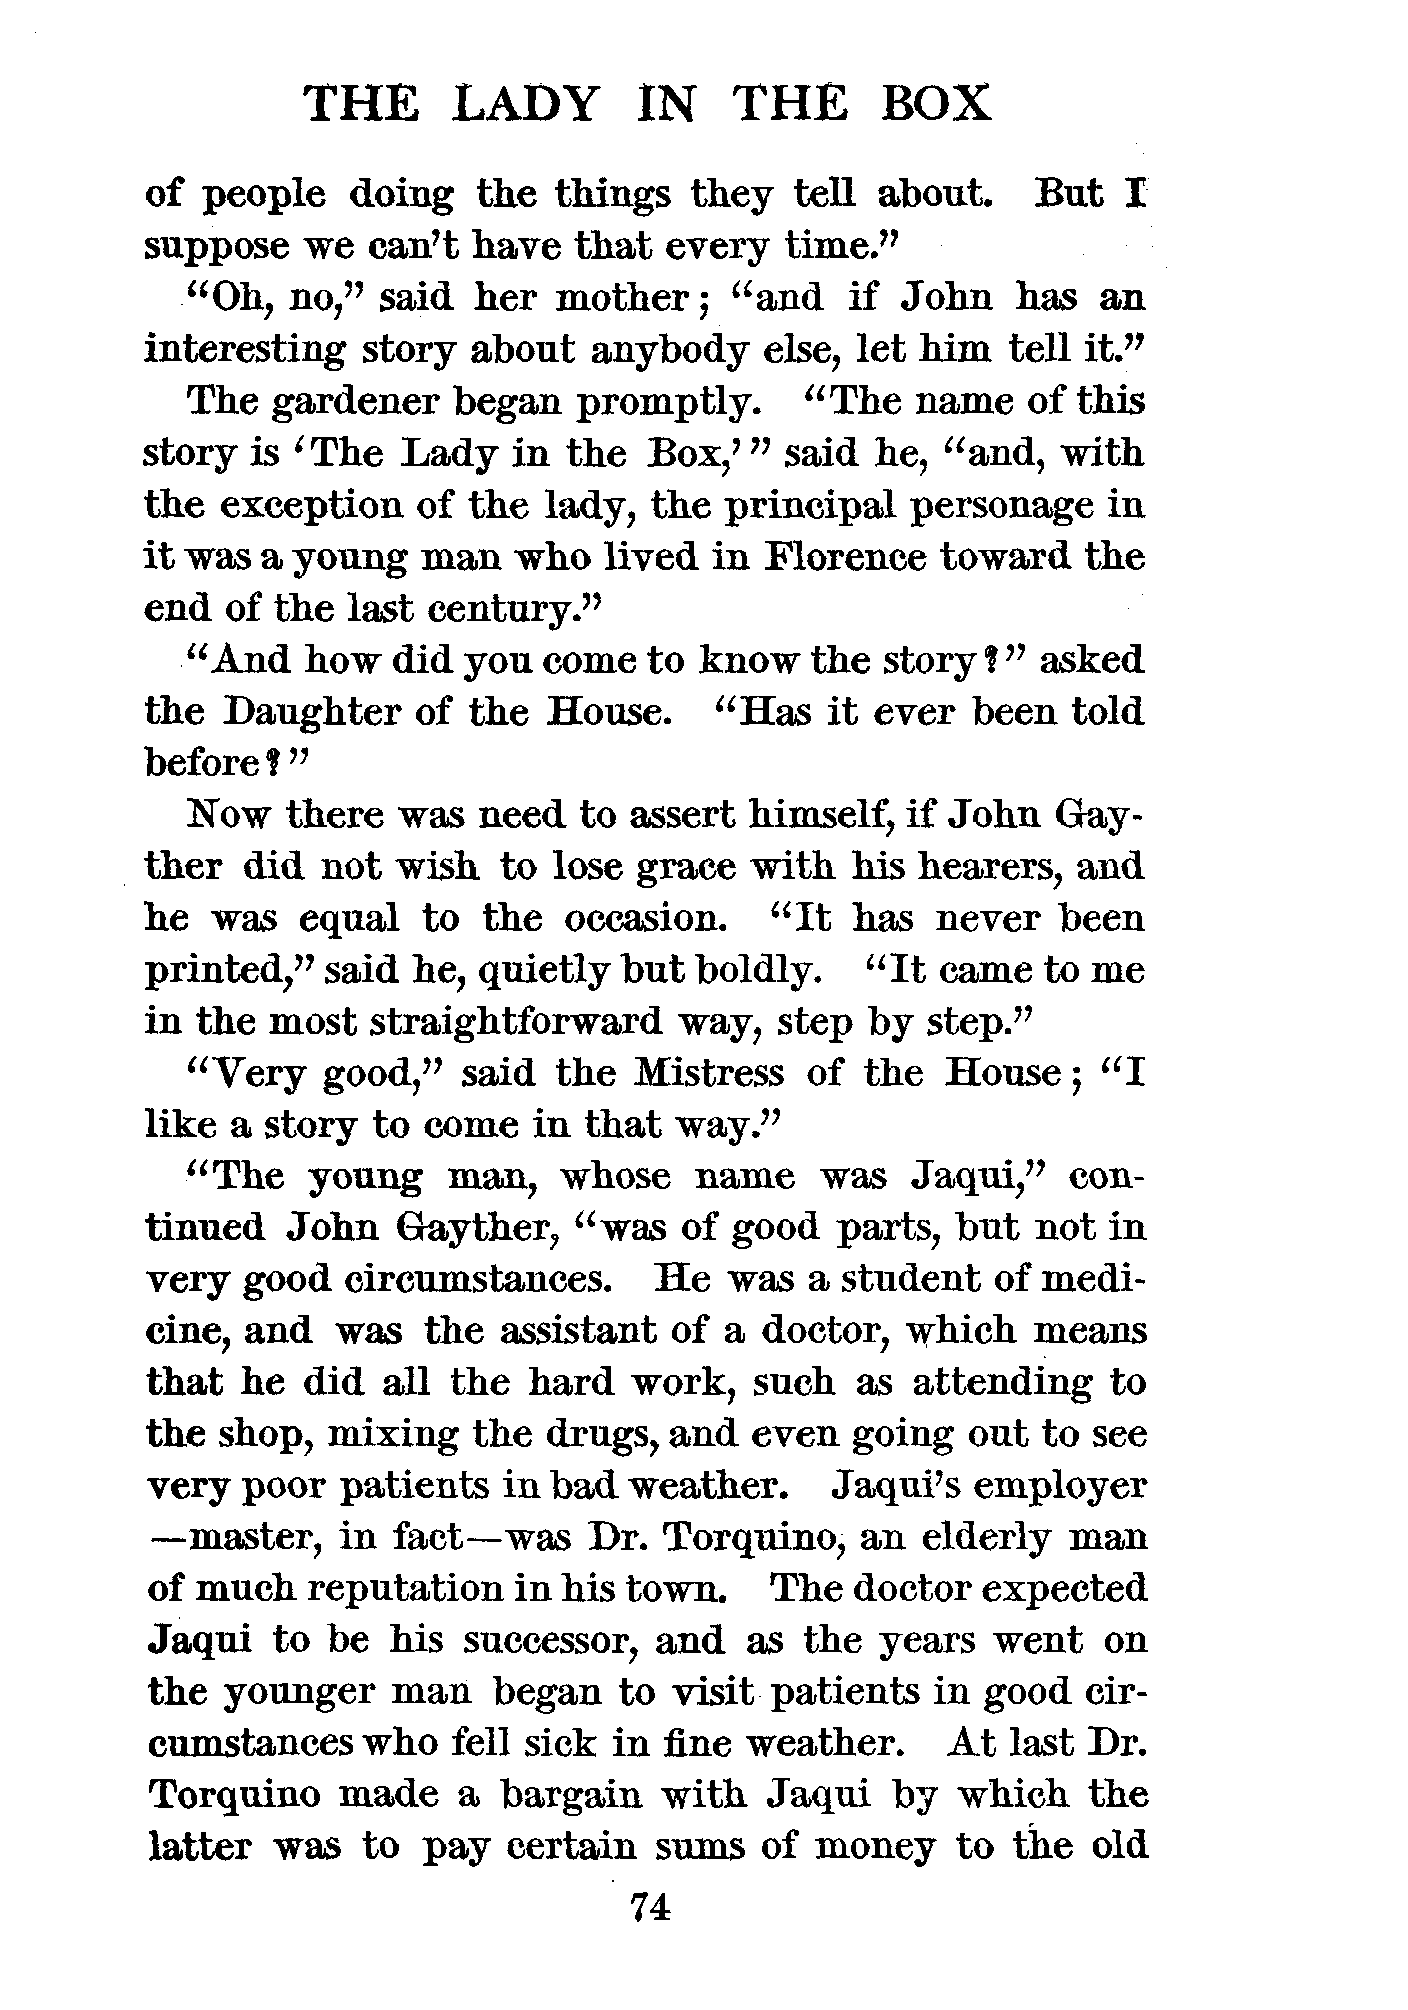 THE LADY IN THE BOX
of people doing the things they tell about. But I
suppose we can't have that every time."
"Oh, no," said her mother; "and if John has an
interesting story about anybody else, let him tell it."
The gardener began promptly. "The name of this
story is 'The Lady in the Box,'" said he, "and, with
the exception of the lady, the principal personage in
it was a young man who lived in Florence toward the
end of the last century."
"And how did you come to know the story?" asked
the Daughter of the House. "Has it ever been told
before?"
Now there was need to assert himself, if John Gay-
ther did not wish to lose grace with his hearers, and
he was equal to the occasion. "It has never been
printed," said he, quietly but boldly. "It came to me
in the most straightforward way, step by step."
"Very good," said the Mistress of the House; "I
like a story to come in that way."
"The young man, whose name was Jaqui," con-
tinued John Gayther, "was of good parts, but not in
very good circumstances. He was a student of medi-
cine, and was the assistant of a doctor, which means
that he did all the hard work, such as attending to
the shop, mixing the drugs, and even going out to see
very poor patients in bad weather. Jaqui's employer
—master, in fact—was Dr. Torquino, an elderly man
of much reputation in his town. The doctor expected
Jaqui to be his successor, and as the years went on
the younger man began to visit patients in good cir-
cumstances who fell sick in fine weather. At last Dr.
Torquino made a bargain with Jaqui by which the
latter was to pay certain sums of money to the old
74